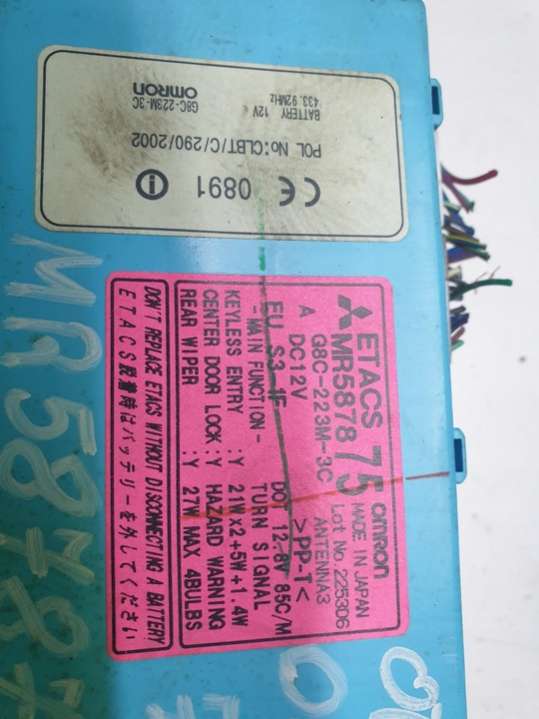 ETACS 75 OMRON
MR587875 MADE IN JAPAN
G8C-223M-3C Lot No. 225306
A DC12V ANTENNA3
>PP-T<
EU S3 DOT 12.8V 85C/M
-MAIN FUNCTION- TURN SIGNAL
KEYLESS ENTRY :Y 21W×2+5W+1.4W
CENTER DOOR LOCK :Y HAZARD WARNING
REAR WIPER :Y 27W MAX 4BULBS
DON'T REPLACE ETACS WITHOUT DISCONNECTING A BATTERY
ETACS脱着時はバッテリーを外してください
CE 0891
POL No:CLBT/C/290/2002
BATTERY 12V
433.92MHz
G8C-223M-3C
OMRON
MR5878